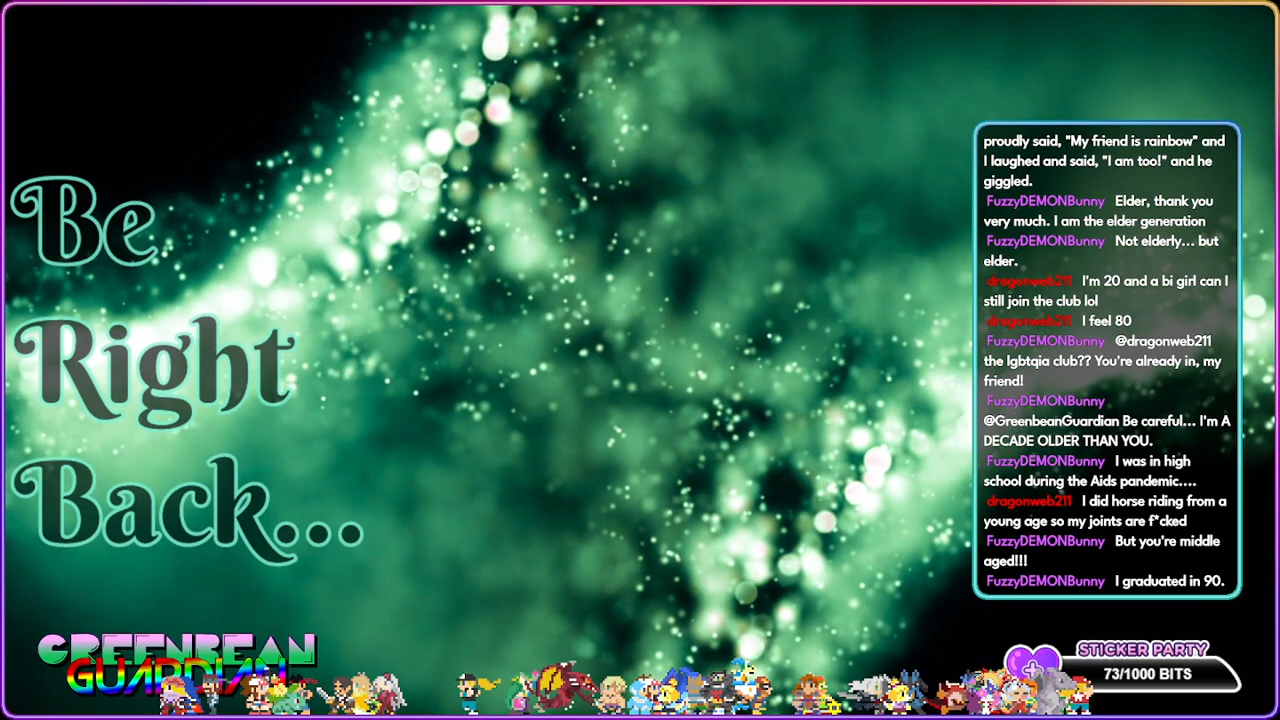 Be
Right
Back...
proudly said, "My friend is rainbow" and
I laughed and said, "I am too!" and he
giggled.
FuzzyDEMONBunny Elder, thank you
very much. I am the elder generation
FuzzyDEMONBunny Not elderly... but
elder.
dragonweb211 I'm 20 and a bi girl can I
still join the club lol
dragonweb211 I feel 80
FuzzyDEMONBunny @dragonweb211
the lgbtqia club?? You're already in, my
friend!
FuzzyDEMONBunny
@GreenbeanGuardian Be careful... I'm A
DECADE OLDER THAN YOU.
FuzzyDEMONBunny I was in high
school during the Aids pandemic....
dragonweb211 I did horse riding from a
young age so my joints are f*cked
FuzzyDEMONBunny But you're middle
aged!!!
FuzzyDEMONBunny I graduated in 90.
GREENBEAN
GUARDIAN
STICKER PARTY
73/1000 BITS